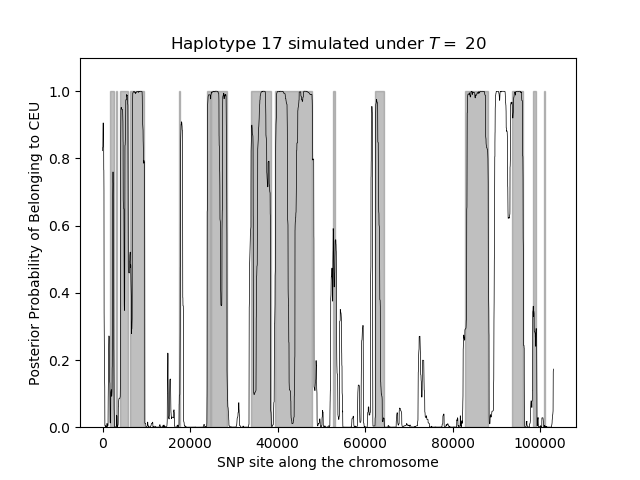 Haplotype 17 simulated under T = 20
Posterior Probability of Belonging to CEU
1.0
0.8
0.6
0.4
0.2
0.0
0 20000 40000 60000 80000 100000
SNP site along the chromosome